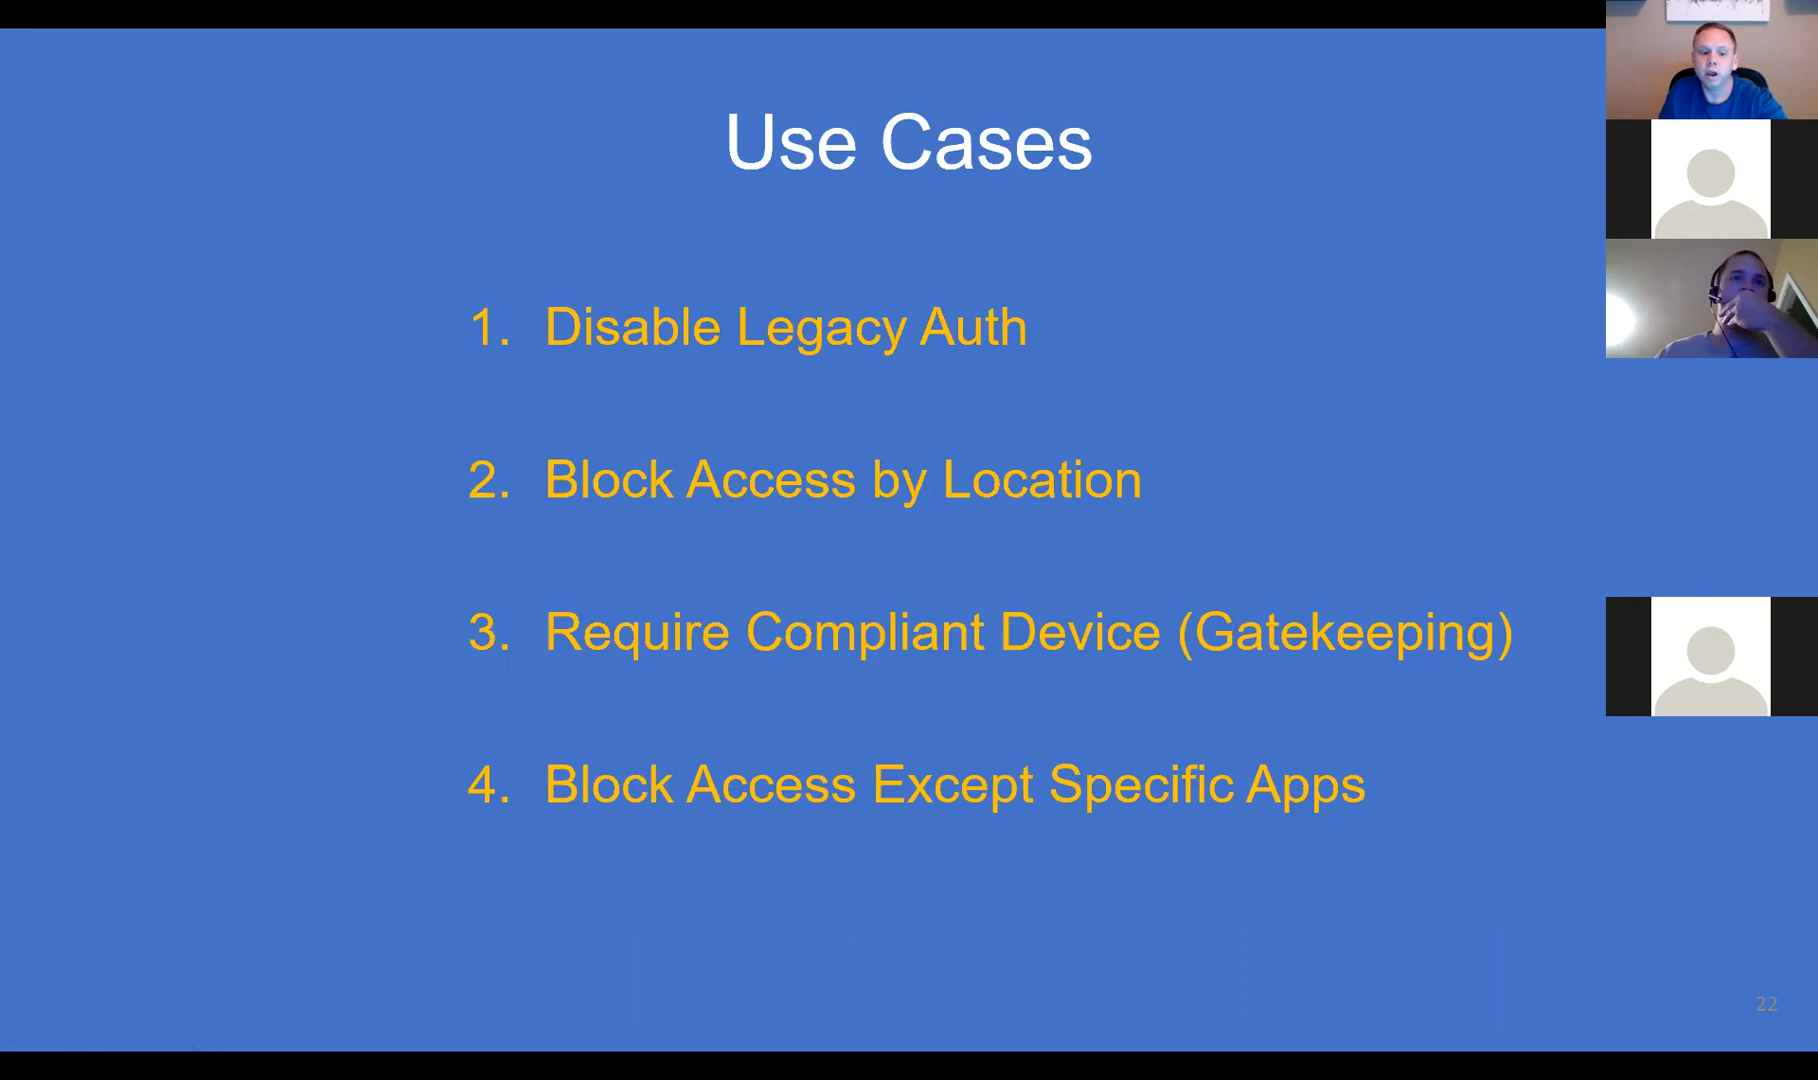 Use Cases
1. Disable Legacy Auth
2. Block Access by Location
3. Require Compliant Device (Gatekeeping)
4. Block Access Except Specific Apps
22